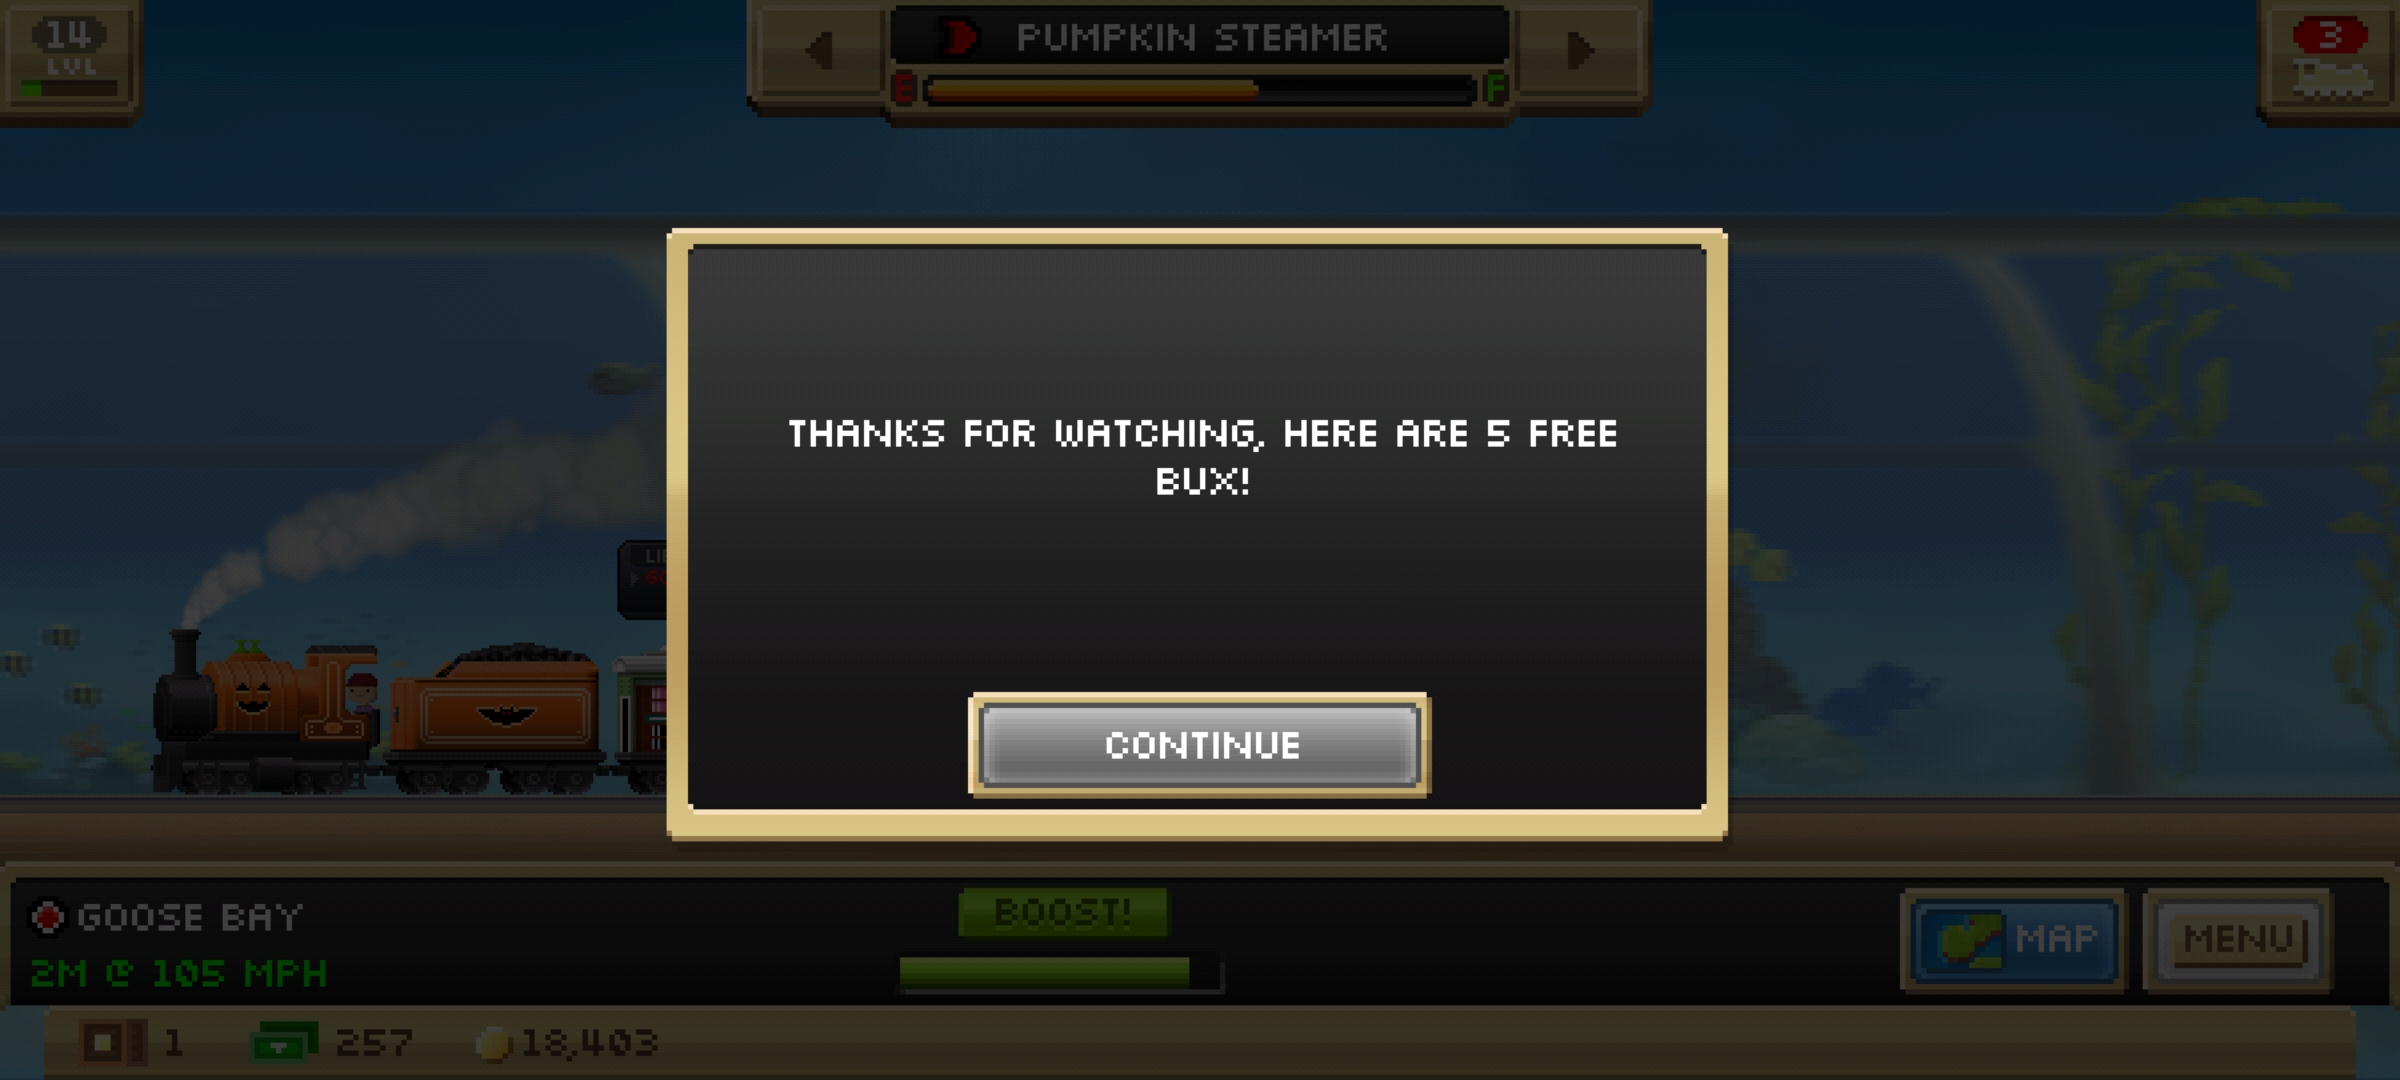 14
LVL
PUMPKIN STEAMER
E F
3
THANKS FOR WATCHING, HERE ARE 5 FREE
BUX!
CONTINUE
GOOSE BAY
2M @ 105 MPH
BOOST!
MAP
MENU
1 257 18,403